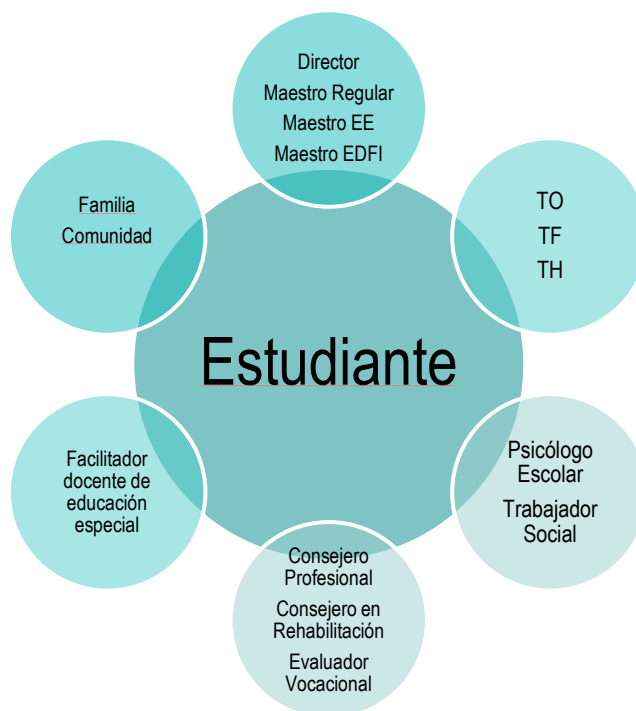 Director
Maestro Regular
Maestro EE
Maestro EDFI
TO
TF
TH
Psicólogo
Escolar
Trabajador
Social
Consejero
Profesional
Consejero en
Rehabilitación
Evaluador
Vocacional
Facilitador
docente de
educación
especial
Familia
Comunidad
Estudiante